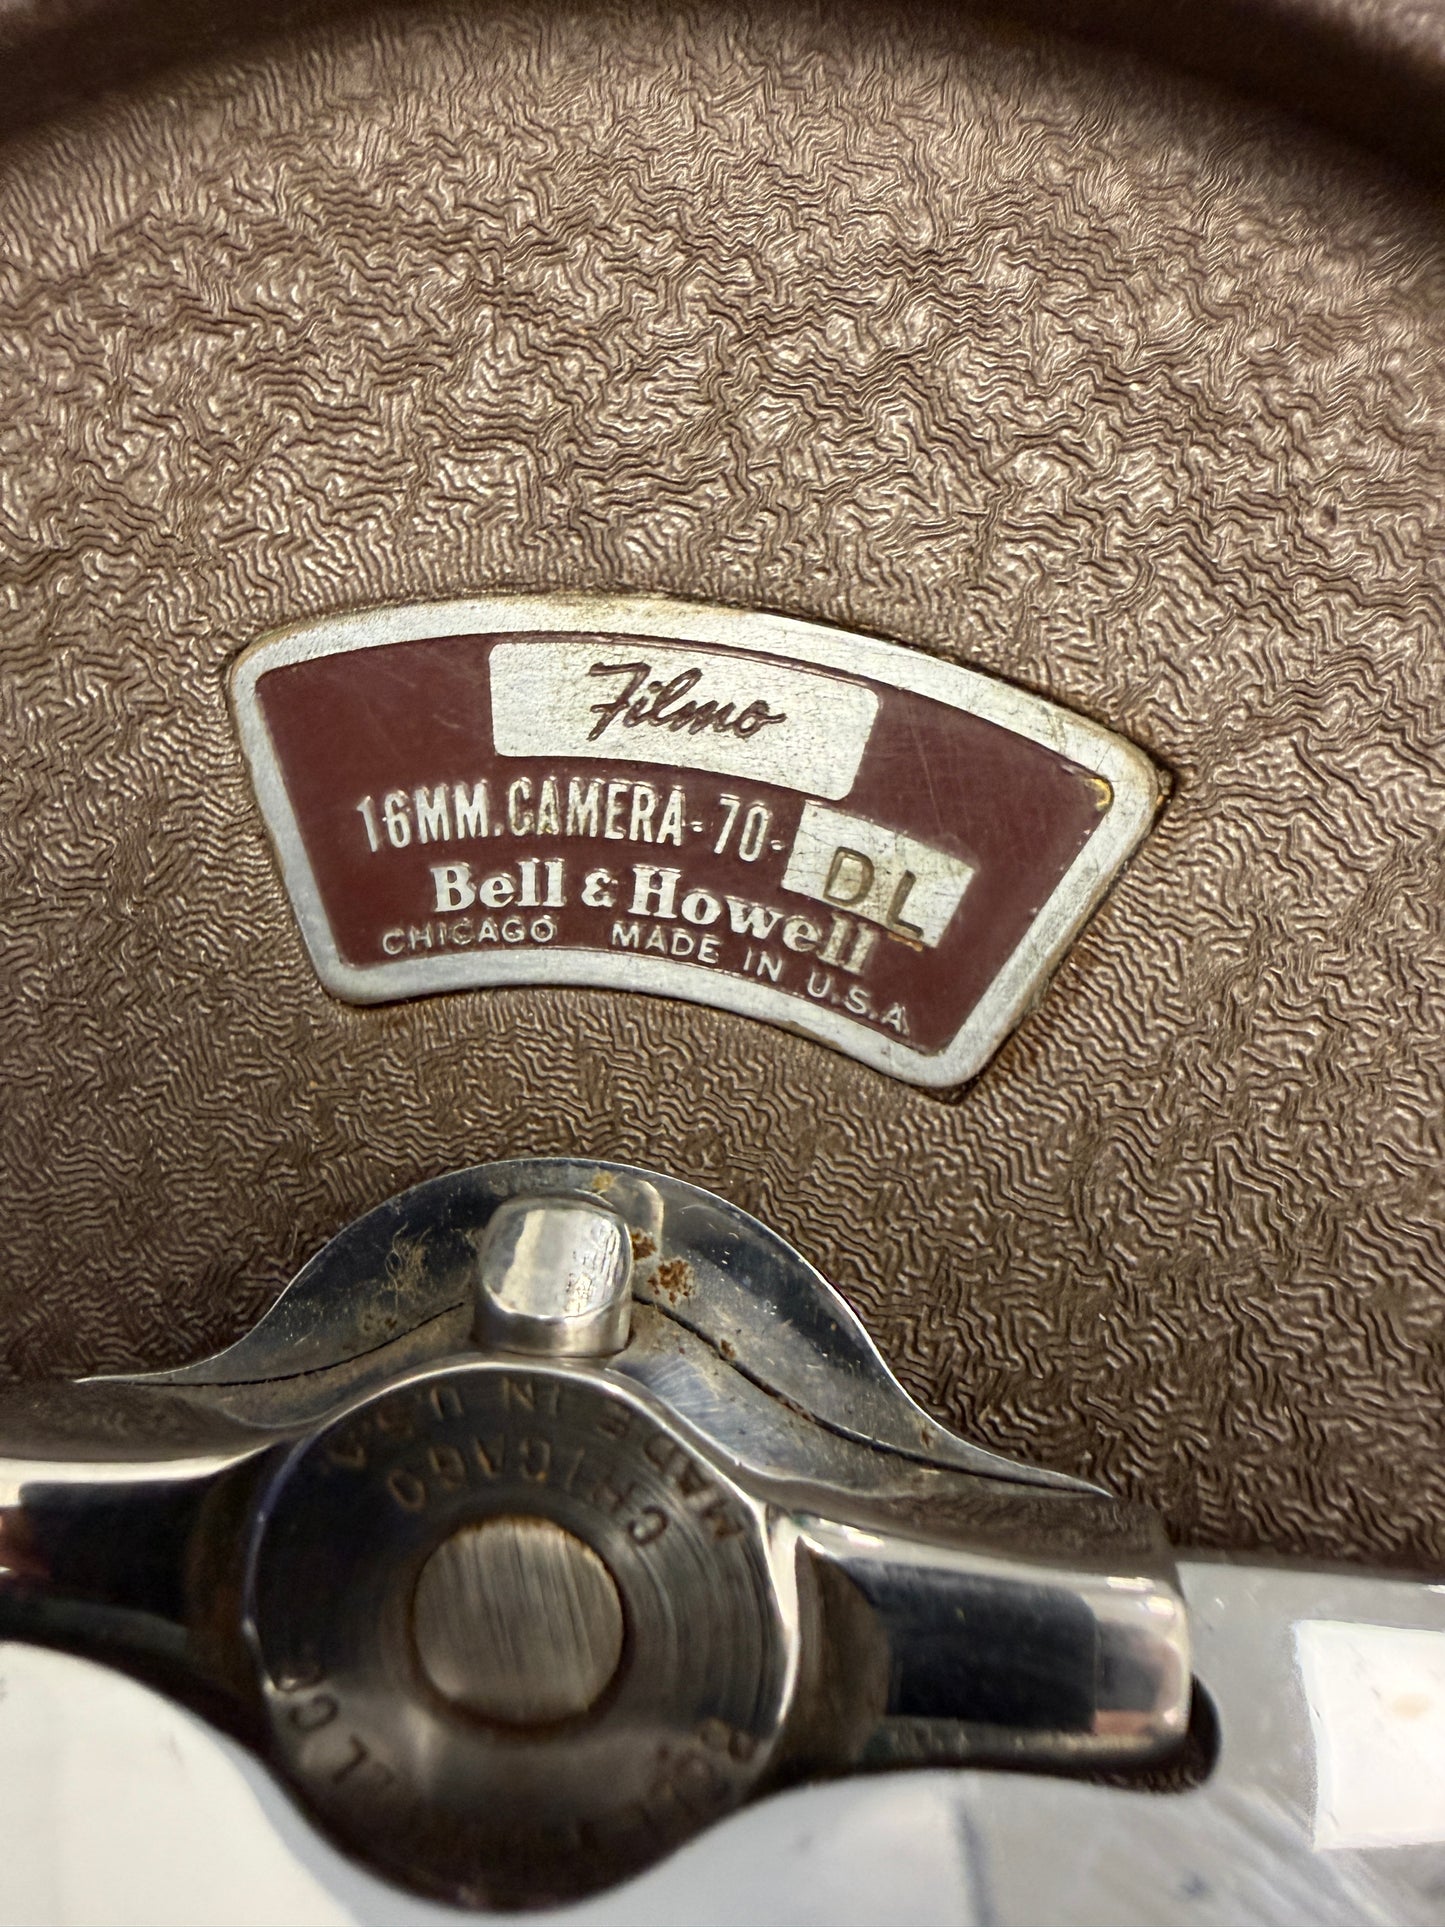 Filmo
16MM. CAMERA - 70 - DL
Bell & Howell
CHICAGO MADE IN U.S.A.
MADE IN U.S.A.
CHICAGO